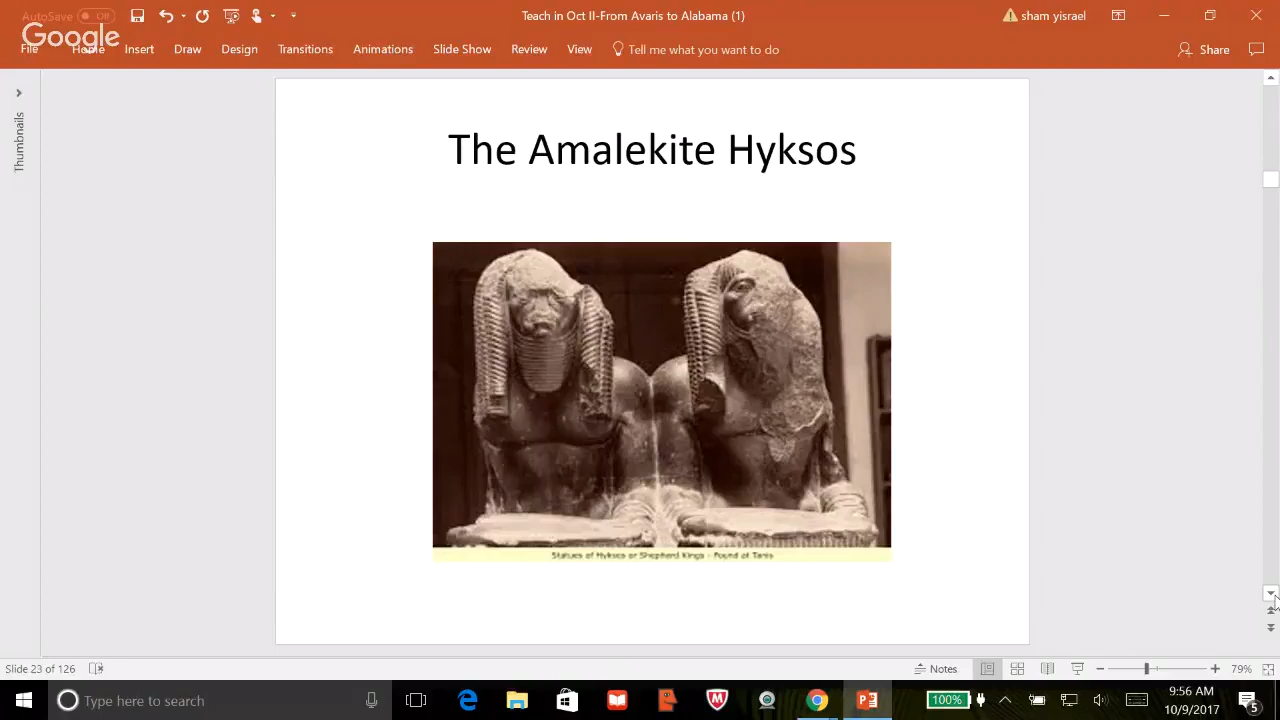 AutoSave Off
Teach in Oct II-From Avaris to Alabama (1)
sham yisrael
Google
File Home Insert Draw Design Transitions Animations Slide Show Review View Tell me what you want to do
Share
Thumbnails
The Amalekite Hyksos
Statues of Hyksos or Shepherd Kings - Found at Tanis
Slide 23 of 126
Notes
79%
Type here to search
100%
9:56 AM
10/9/2017
5